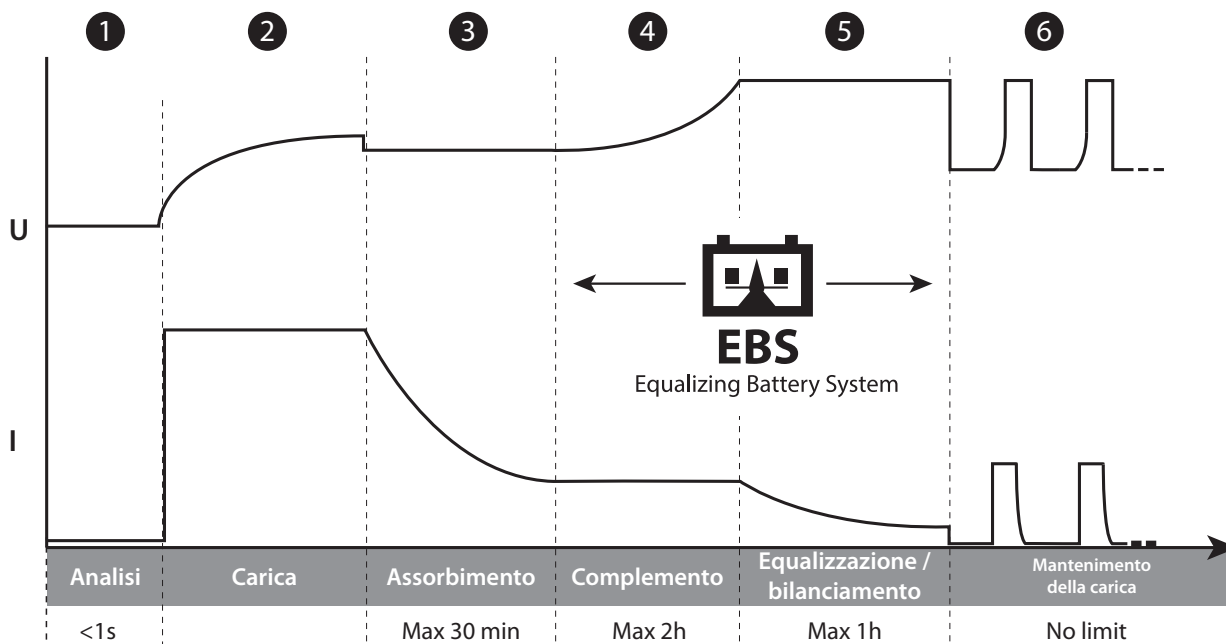 1 2 3 4 5 6
U
EBS
Equalizing Battery System
I
Analisi Carica Assorbimento Complemento Equalizzazione / bilanciamento Mantenimento della carica
<1s Max 30 min Max 2h Max 1h No limit